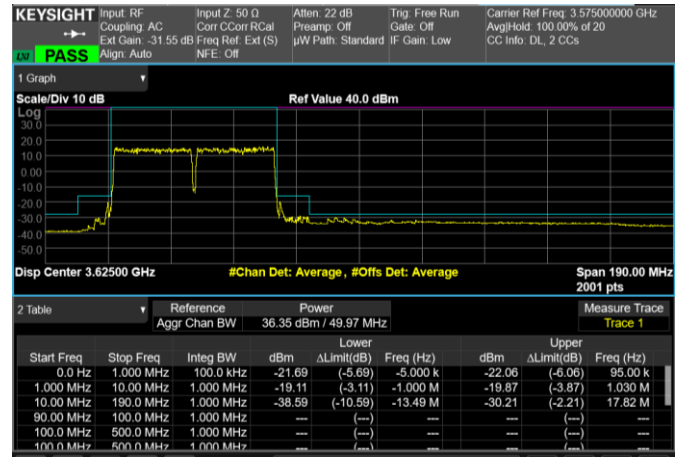 KEYSIGHT Input: RF Input Z: 50 Ω Atten: 22 dB Trig: Free Run Carrier Ref Freq: 3.575000000 GHz
Coupling: AC Corr CCorr RCal Preamp: Off Gate: Off Avg|Hold: 100.00% of 20
Ext Gain: -31.55 dB Freq Ref: Ext (S) µW Path: Standard IF Gain: Low CC Info: DL, 2 CCs
LXI PASS Align: Auto NFE: Off
1 Graph
Scale/Div 10 dB Ref Value 40.0 dBm
Log
30.0
20.0
10.0
0.00
-10.0
-20.0
-30.0
-40.0
-50.0
Disp Center 3.62500 GHz #Chan Det: Average, #Offs Det: Average Span 190.00 MHz
2001 pts
2 Table Reference Power Measure Trace
Aggr Chan BW 36.35 dBm / 49.97 MHz Trace 1
Lower Upper
Start Freq Stop Freq Integ BW dBm ΔLimit(dB) Freq (Hz) dBm ΔLimit(dB) Freq (Hz)
0.0 Hz 1.000 MHz 100.0 kHz -21.69 (-5.69) -5.000 k -22.06 (-6.06) 95.00 k
1.000 MHz 10.00 MHz 1.000 MHz -19.11 (-3.11) -1.000 M -19.87 (-3.87) 1.030 M
10.00 MHz 190.0 MHz 1.000 MHz -38.59 (-10.59) -13.49 M -30.21 (-2.21) 17.82 M
90.00 MHz 100.0 MHz 1.000 MHz --- (---) --- --- (---) ---
100.0 MHz 500.0 MHz 1.000 MHz --- (---) --- --- (---) ---
100.0 MHz 500.0 MHz 1.000 MHz --- (---) --- --- (---) ---